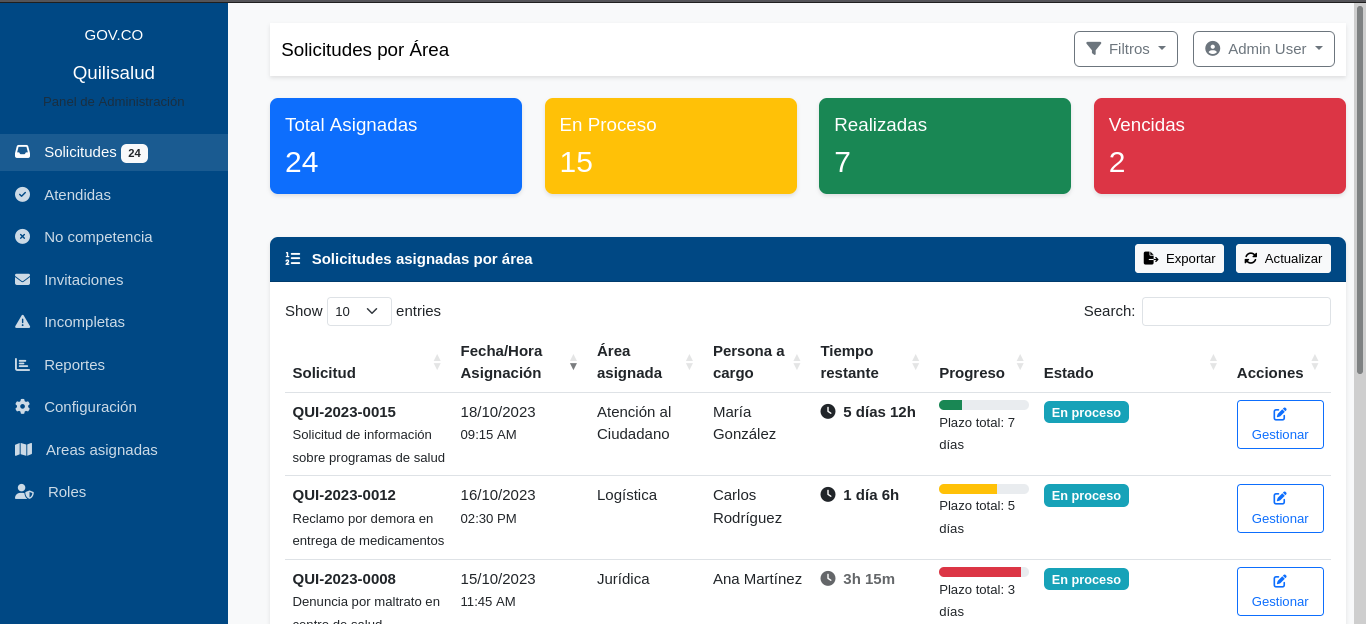 GOV.CO
Quilisalud
Panel de Administración
Solicitudes 24
Atendidas
No competencia
Invitaciones
Incompletas
Reportes
Configuración
Areas asignadas
Roles
Solicitudes por Área
Filtros
Admin User
Total Asignadas
24
En Proceso
15
Realizadas
7
Vencidas
2
Solicitudes asignadas por área
Exportar
Actualizar
Show 10 entries
Search:
Solicitud
Fecha/Hora
Asignación
Área
asignada
Persona a
cargo
Tiempo
restante
Progreso
Estado
Acciones
QUI-2023-0015
Solicitud de información
sobre programas de salud
18/10/2023
09:15 AM
Atención al
Ciudadano
María
González
5 días 12h
Plazo total: 7
días
En proceso
Gestionar
QUI-2023-0012
Reclamo por demora en
entrega de medicamentos
16/10/2023
02:30 PM
Logística
Carlos
Rodríguez
1 día 6h
Plazo total: 5
días
En proceso
Gestionar
QUI-2023-0008
Denuncia por maltrato en
centro de salud
15/10/2023
11:45 AM
Jurídica
Ana Martínez
3h 15m
Plazo total: 3
días
En proceso
Gestionar